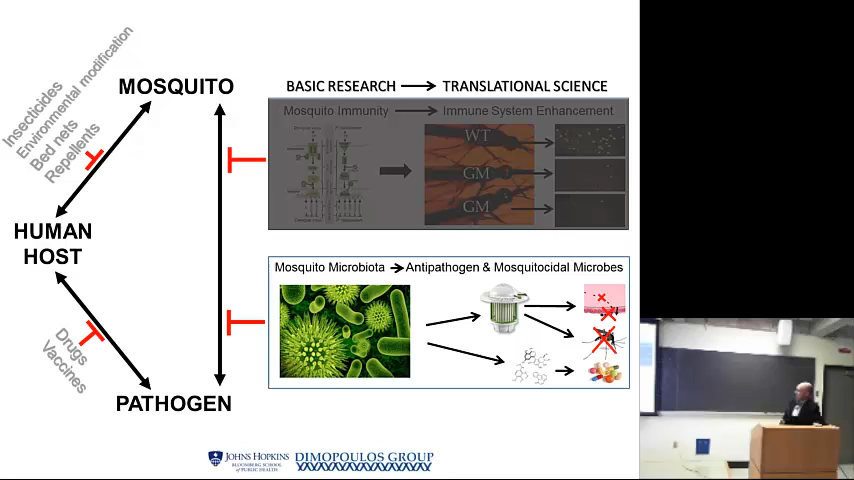 Insecticides
Environmental modification
Bed nets
Repellents
MOSQUITO
HUMAN
HOST
Drugs
Vaccines
PATHOGEN
BASIC RESEARCH
TRANSLATIONAL SCIENCE
Mosquito Immunity
Immune System Enhancement
WT
GM
GM
Mosquito Microbiota
Antipathogen & Mosquitocidal Microbes
JOHNS HOPKINS
BLOOMBERG SCHOOL
of PUBLIC HEALTH
DIMOPOULOS GROUP